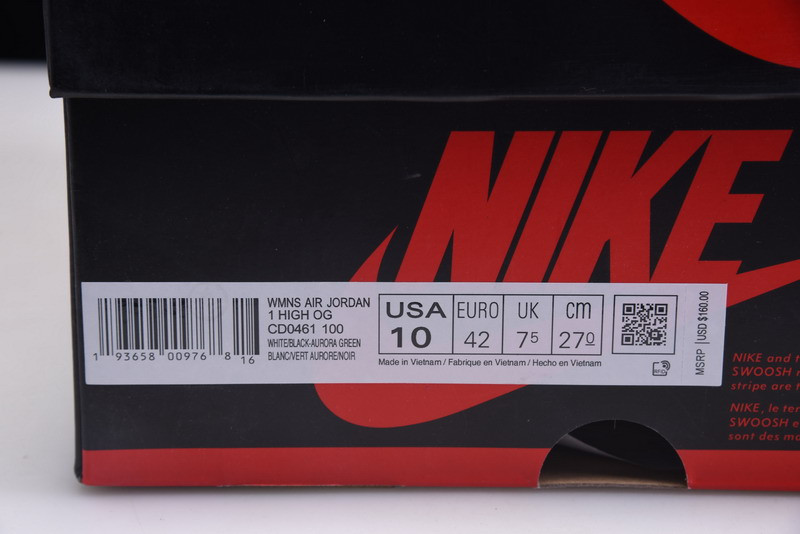 NIKE
WMNS AIR JORDAN
1 HIGH OG
CD0461 100
WHITE/BLACK-AURORA GREEN
BLANC/VERT AURORE/NOIR
1 93658 00976 8 16
USA EURO UK cm
10 42 7.5 27.0
Made in Vietnam / Fabrique en Vietnam / Hecho en Vietnam
MSRP USD $160.00
NIKE and t
SWOOSH
stripe are t
NIKE, le ter
SWOOSH e
sont des ma